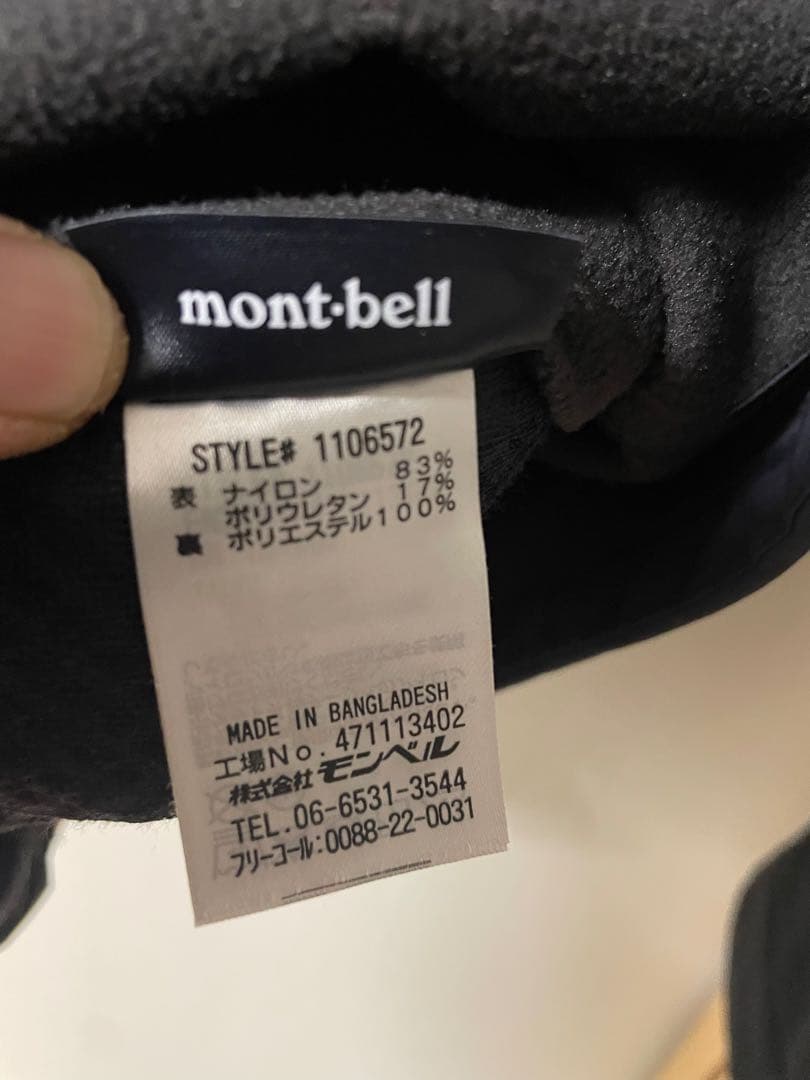 mont-bell
STYLE# 1106572
表 ナイロン 83%
ポリウレタン 17%
裏 ポリエステル100%
MADE IN BANGLADESH
工場No.471113402
株式会社モンベル
TEL.06-6531-3544
フリーコール:0088-22-0031